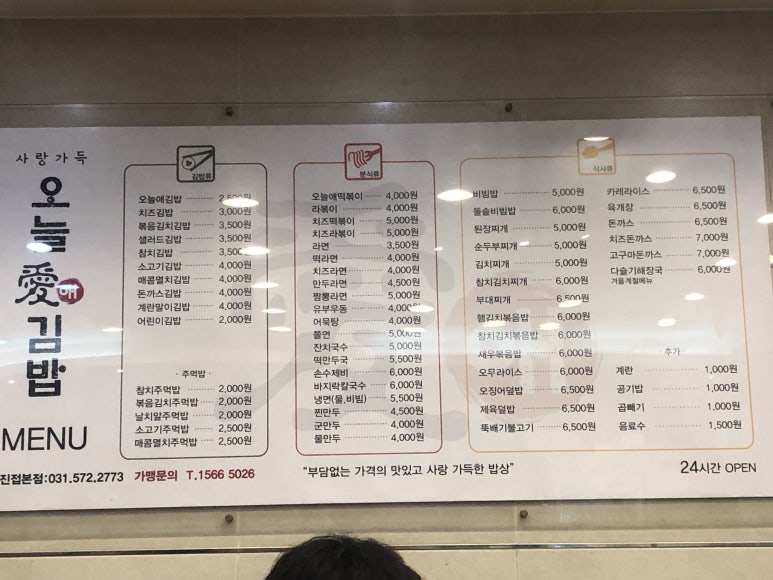 사랑가득
오늘
愛
애
김밥
MENU
김밥류
오늘애김밥 2,500원
치즈김밥 3,000원
볶음김치김밥 3,500원
샐러드김밥 3,500원
참치김밥 3,500원
소고기김밥 4,000원
매콤멸치김밥 4,000원
돈까스김밥 4,000원
계란말이김밥 4,000원
어린이김밥 2,000원
· 주먹밥 ·
참치주먹밥 2,000원
볶음김치주먹밥 2,000원
날치알주먹밥 2,000원
소고기주먹밥 2,500원
매콤멸치주먹밥 2,500원
분식류
오늘애떡볶이 4,000원
라볶이 4,000원
치즈떡볶이 5,000원
치즈라볶이 5,000원
라면 3,500원
떡라면 4,000원
치즈라면 4,000원
만두라면 4,500원
짬뽕라면 5,000원
유부우동 4,000원
어묵탕 4,000원
쫄면 5,000원
잔치국수 5,000원
떡만두국 5,500원
손수제비 6,000원
바지락칼국수 6,000원
냉면(물,비빔) 5,500원
찐만두 4,500원
군만두 4,000원
물만두 4,000원
식사류
비빔밥 5,000원
돌솥비빔밥 6,000원
된장찌개 5,000원
순두부찌개 5,000원
김치찌개 5,000원
참치김치찌개 6,000원
부대찌개 6,500원
햄김치볶음밥 6,000원
참치김치볶음밥 6,000원
새우볶음밥 6,000원
오무라이스 6,000원
오징어덮밥 6,500원
제육덮밥 6,500원
뚝배기불고기 6,500원
카레라이스 6,500원
육개장 6,500원
돈까스 6,500원
치즈돈까스 7,000원
고구마돈까스 7,000원
다슬기해장국 6,000원
겨울계절메뉴
· 추가 ·
계란 1,000원
공기밥 1,000원
곱빼기 1,000원
음료수 1,500원
진접본점:031.572.2773 가맹문의 T.1566 5026
"부담없는 가격의 맛있고 사랑 가득한 밥상"
24시간 OPEN